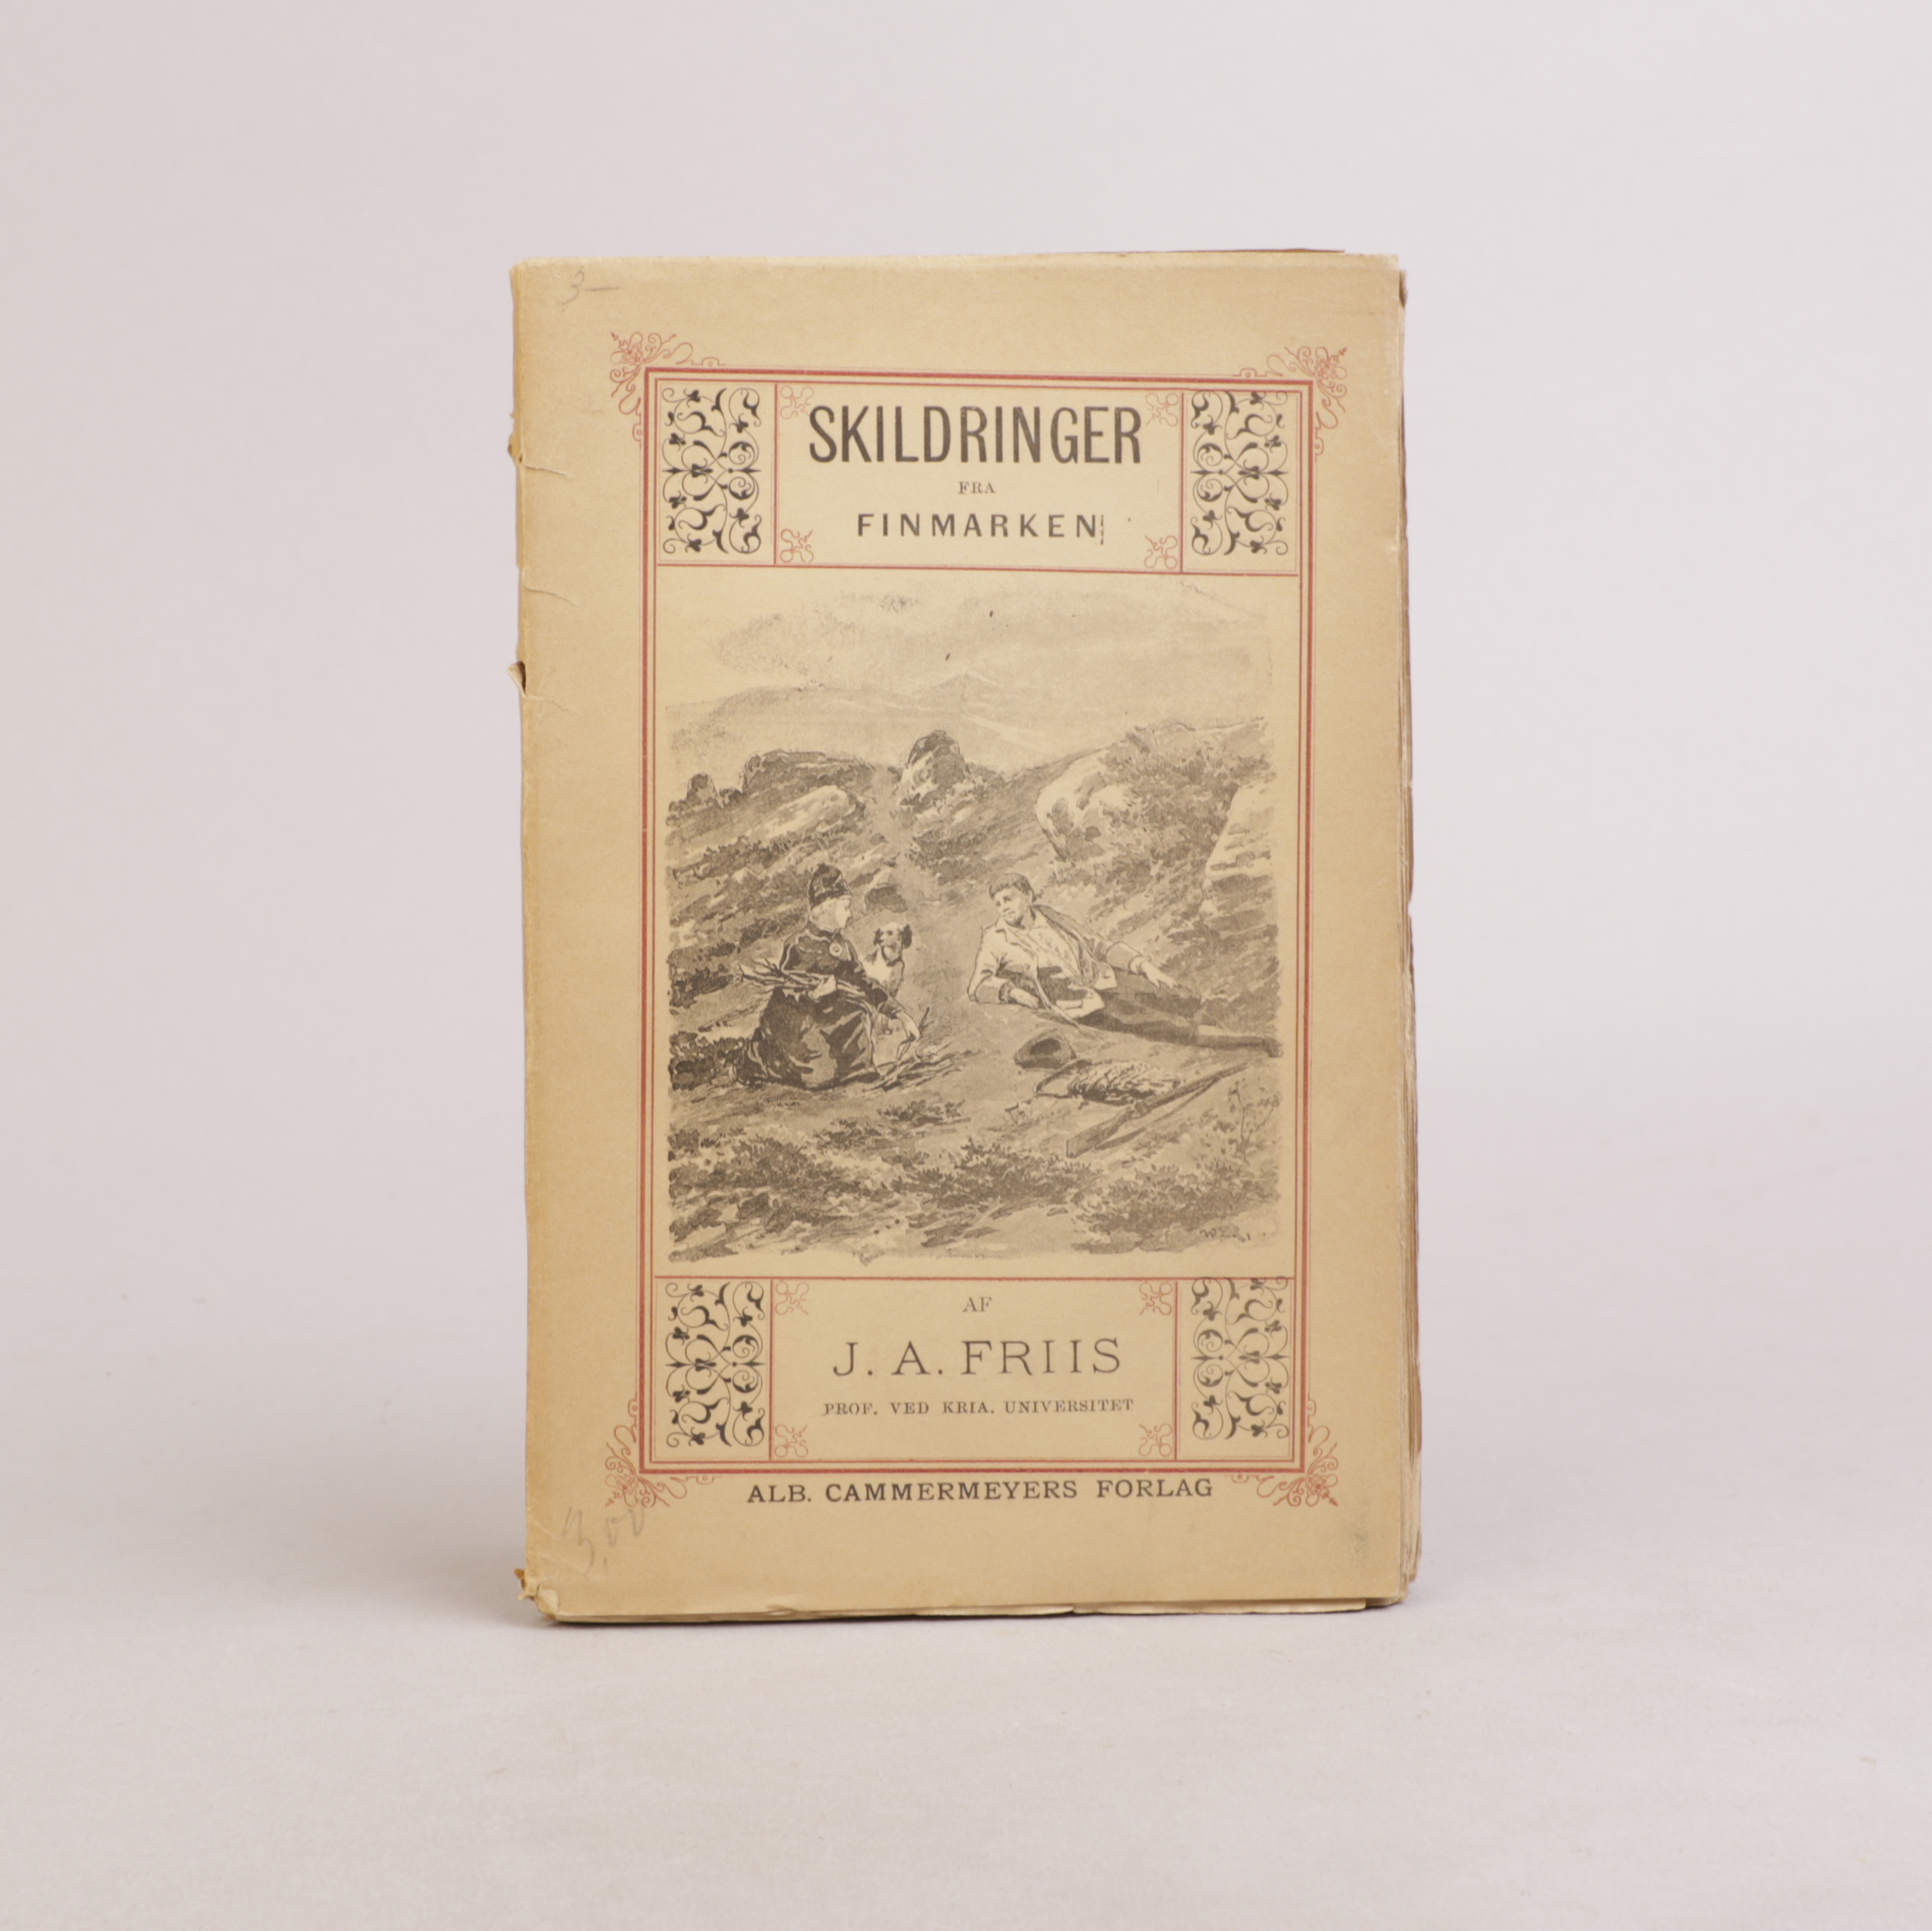 3—
SKILDRINGER
FRA
FINMARKEN
AF
J. A. FRIIS
PROF. VED KRIA. UNIVERSITET
ALB. CAMMERMEYERS FORLAG